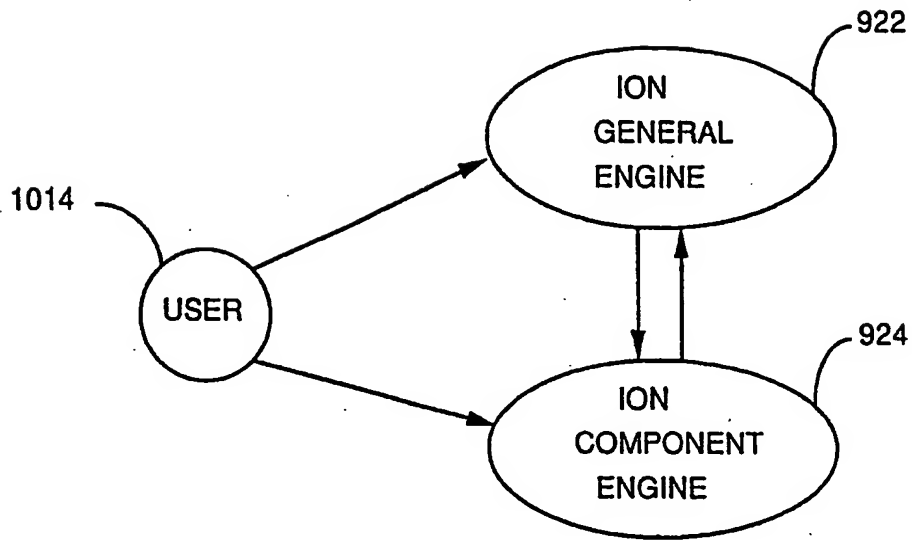 922
ION
GENERAL
ENGINE
1014
USER
924
ION
COMPONENT
ENGINE